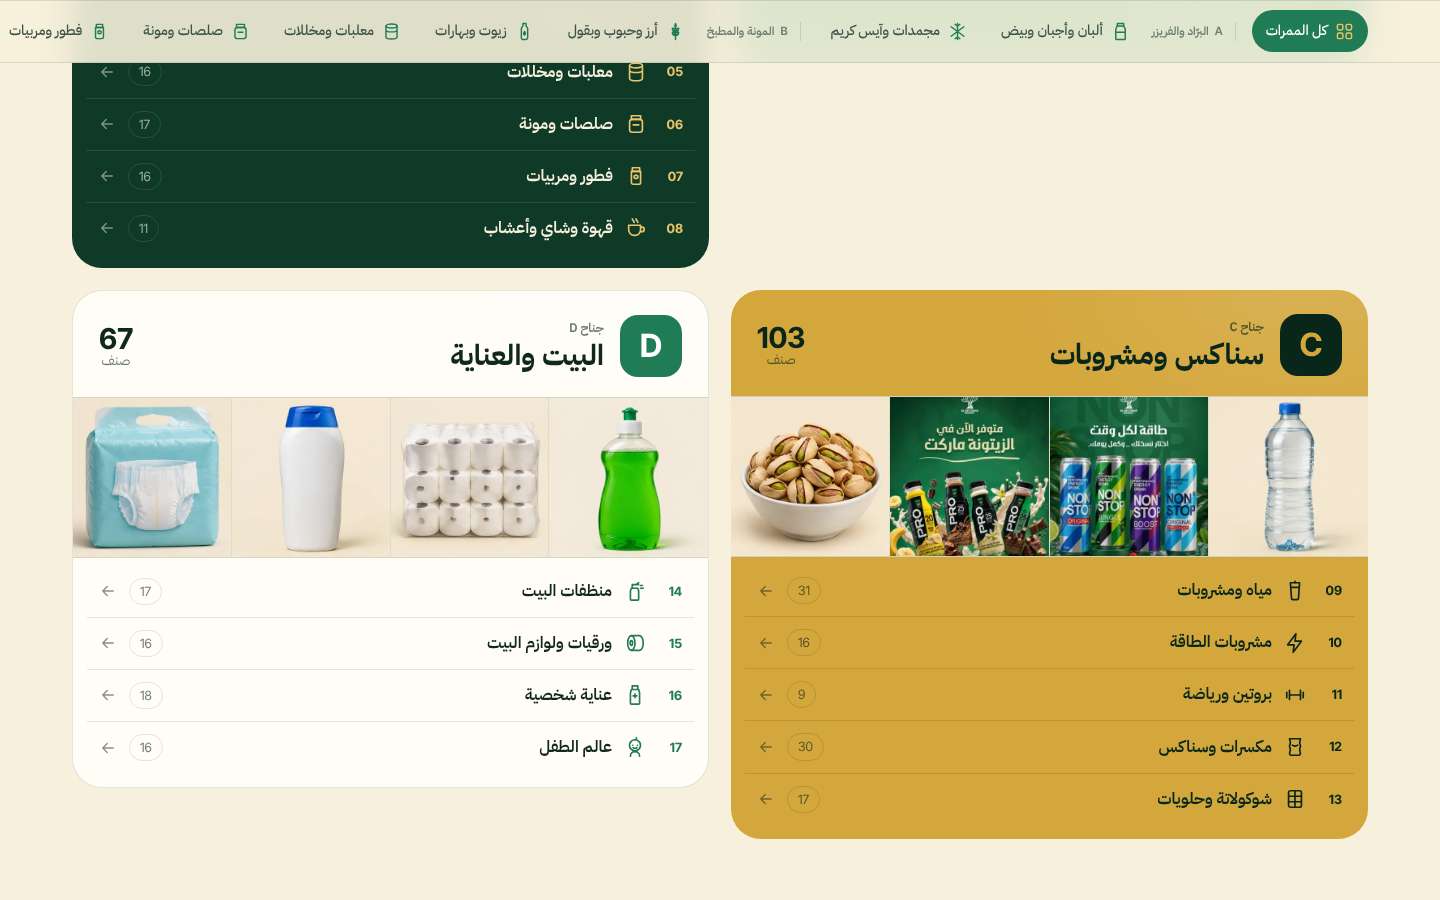 كل الممرات
A البرّاد والفريزر
ألبان وأجبان وبيض
مجمدات وآيس كريم
B المونة والمطبخ
أرز وحبوب وبقول
زيوت وبهارات
معلبات ومخللات
صلصات ومونة
فطور ومربيات
05 معلبات ومخللات 16
06 صلصات ومونة 17
07 فطور ومربيات 16
08 قهوة وشاي وأعشاب 11
جناح C
C سناكس ومشروبات
103 صنف
طاقة لكل وقت
NON STOP
BOOST
ORIGINAL
متوفر الآن في
الزيتونة ماركت
PRO
09 مياه ومشروبات 31
10 مشروبات الطاقة 16
11 بروتين ورياضة 9
12 مكسرات وسناكس 30
13 شوكولاتة وحلويات 17
جناح D
D البيت والعناية
67 صنف
14 منظفات البيت 17
15 ورقيات ولوازم البيت 16
16 عناية شخصية 18
17 عالم الطفل 16